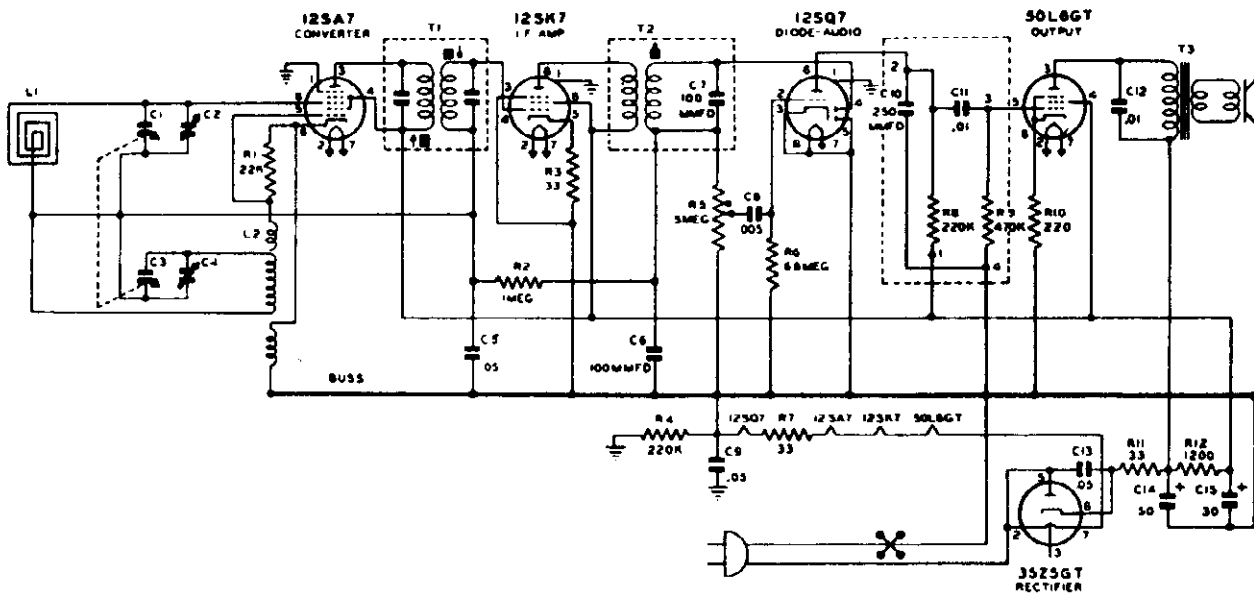 12SA7
CONVERTER
T1
12SK7
I.F. AMP
T2
12SQ7
DIODE-AUDIO
50L6GT
OUTPUT
T3
L1
C1
C2
R1
22K
L2
C3
C4
R3
33
C7
100
MMFD
C10
250
MMFD
C11
.01
C12
.01
R5
.5MEG
C8
.005
R6
6.8MEG
R8
220K
R9
470K
R10
220
R2
1MEG
C5
.05
C6
100MMFD
BUSS
R4
220K
12SQ7
R7
33
12SA7
12SK7
50L6GT
C9
.05
C13
.05
R11
33
R12
1200
C14
50
C15
30
35Z5GT
RECTIFIER